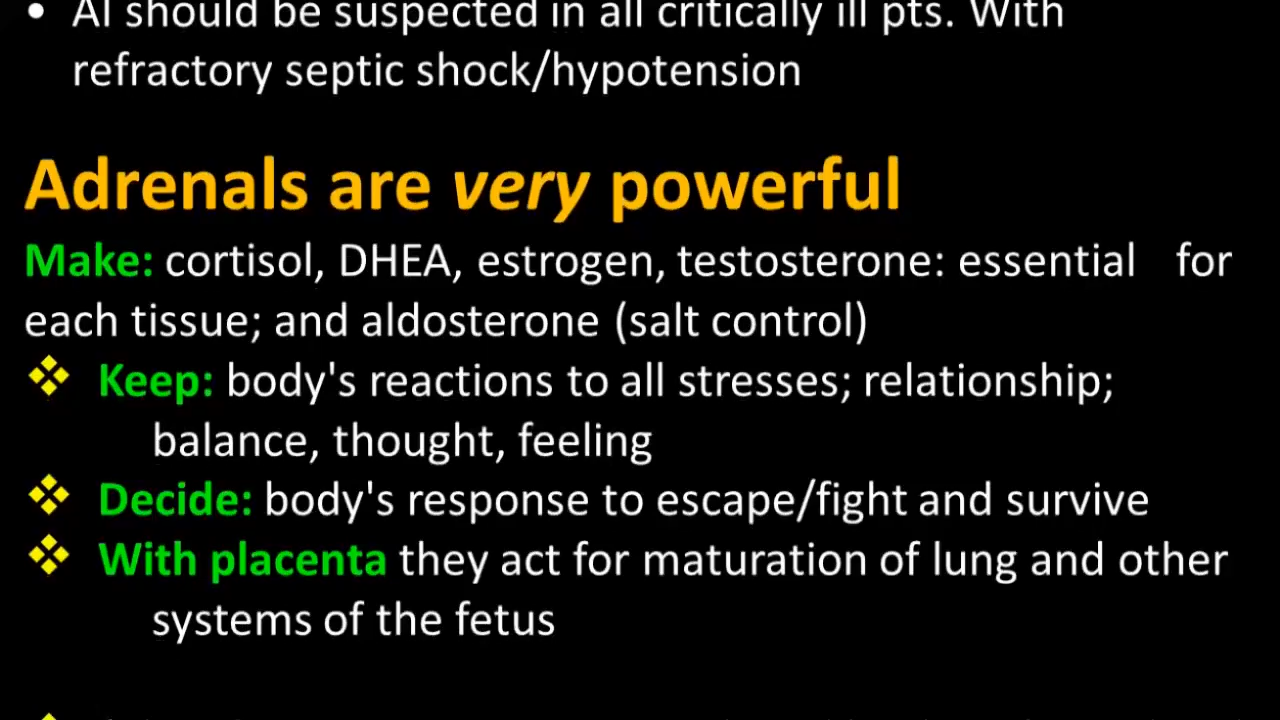 • AI should be suspected in all critically ill pts. With
refractory septic shock/hypotension
Adrenals are very powerful
Make: cortisol, DHEA, estrogen, testosterone: essential for
each tissue; and aldosterone (salt control)
❖ Keep: body's reactions to all stresses; relationship;
balance, thought, feeling
❖ Decide: body's response to escape/fight and survive
❖ With placenta they act for maturation of lung and other
systems of the fetus